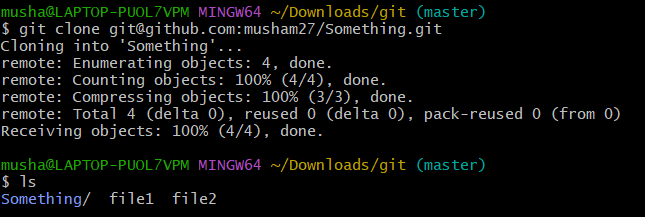 musha@LAPTOP-PUOL7VPM MINGW64 ~/Downloads/git (master)
$ git clone git@github.com:musham27/Something.git
Cloning into 'Something'...
remote: Enumerating objects: 4, done.
remote: Counting objects: 100% (4/4), done.
remote: Compressing objects: 100% (3/3), done.
remote: Total 4 (delta 0), reused 0 (delta 0), pack-reused 0 (from 0)
Receiving objects: 100% (4/4), done.
musha@LAPTOP-PUOL7VPM MINGW64 ~/Downloads/git (master)
$ ls
Something/  file1  file2